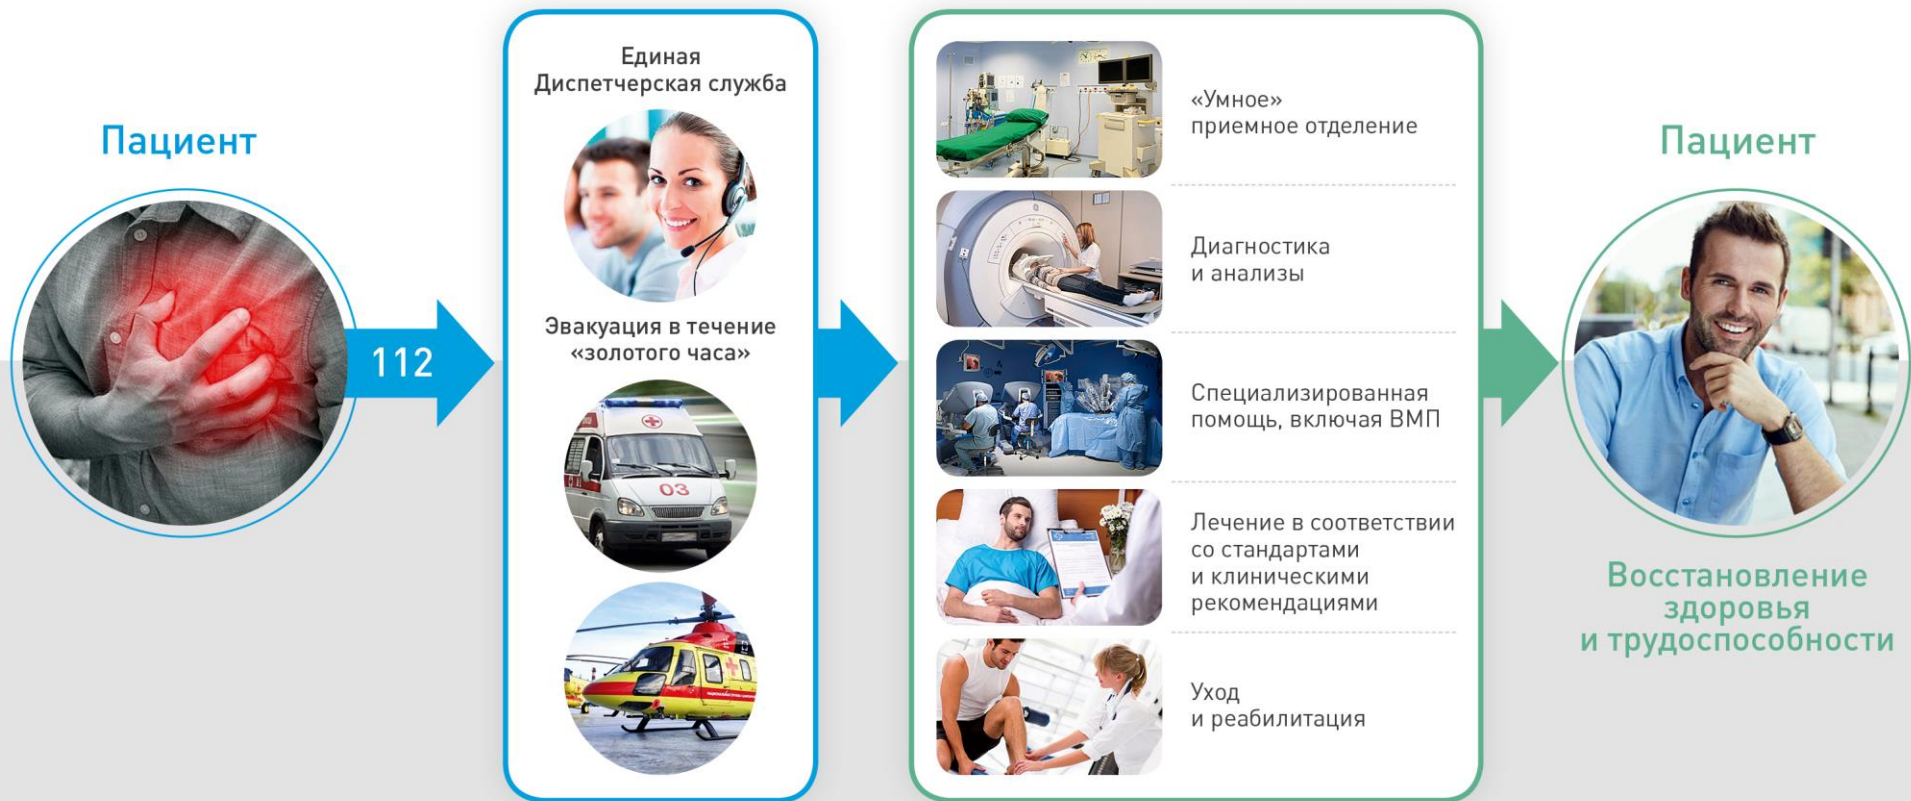 Пациент
112
Единая
Диспетчерская служба
Эвакуация в течение
«золотого часа»
03
«Умное»
приемное отделение
Диагностика
и анализы
Специализированная
помощь, включая ВМП
Лечение в соответствии
со стандартами
и клиническими
рекомендациями
Уход
и реабилитация
Пациент
Восстановление
здоровья
и трудоспособности